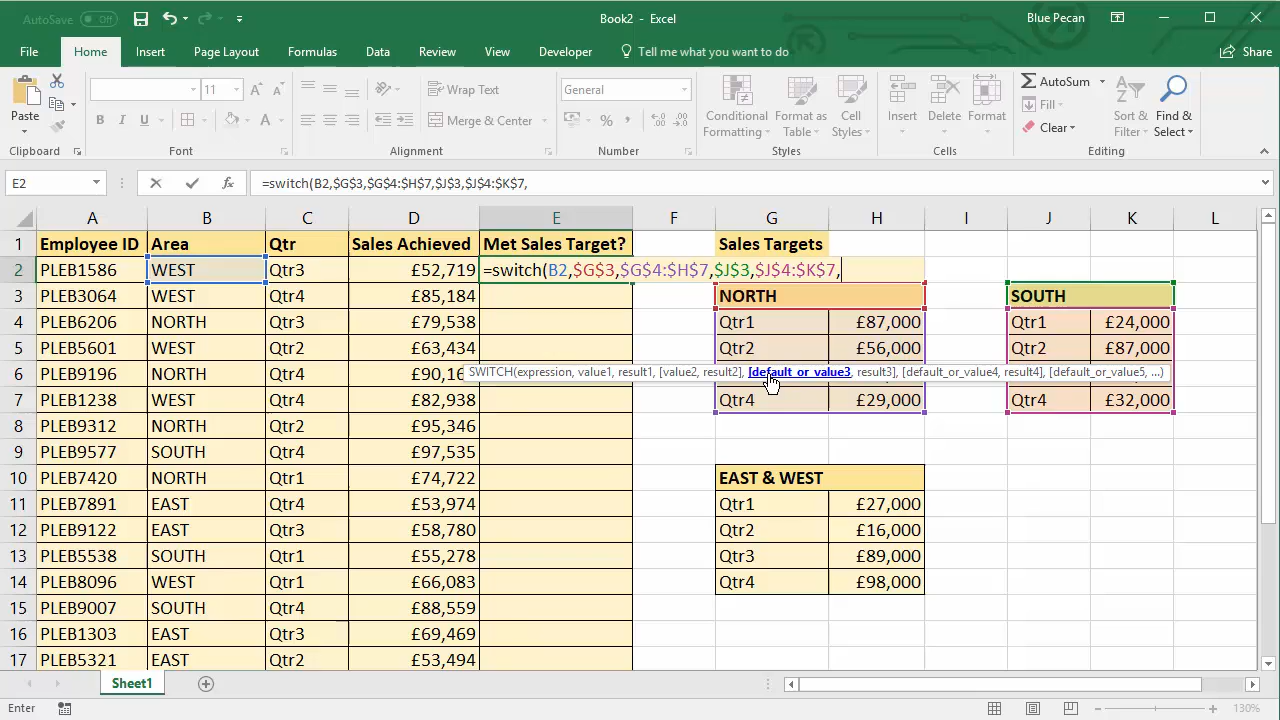 AutoSave Off
Book2 - Excel
Blue Pecan
File Home Insert Page Layout Formulas Data Review View Developer Tell me what you want to do Share
Paste
11
B I U
A A A
Wrap Text
Merge & Center
General
%
Conditional
Formatting
Format as
Table
Cell
Styles
Insert Delete Format
AutoSum
Fill
Clear
Sort &
Filter
Find &
Select
Clipboard Font Alignment Number Styles Cells Editing
E2 fx =switch(B2,$G$3,$G$4:$H$7,$J$3,$J$4:$K$7,
A B C D E F G H I J K L
1 Employee ID Area Qtr Sales Achieved Met Sales Target? Sales Targets
2 PLEB1586 WEST Qtr3 £52,719 =switch(B2,$G$3,$G$4:$H$7,$J$3,$J$4:$K$7,
3 PLEB3064 WEST Qtr4 £85,184 NORTH SOUTH
4 PLEB6206 NORTH Qtr3 £79,538 Qtr1 £87,000 Qtr1 £24,000
5 PLEB5601 WEST Qtr2 £63,434 Qtr2 £56,000 Qtr2 £87,000
SWITCH(expression, value1, result1, [value2, result2], [default_or_value3, result3], [default_or_value4, result4], [default_or_value5, ...)
6 PLEB9196 WEST Qtr4
7 PLEB1238 WEST Qtr4 £82,938 Qtr4 £29,000 Qtr4 £32,000
8 PLEB9312 NORTH Qtr2 £95,346
9 PLEB9577 SOUTH Qtr4 £97,535
10 PLEB7420 NORTH Qtr1 £74,722 EAST & WEST
11 PLEB7891 EAST Qtr4 £53,974 Qtr1 £27,000
12 PLEB9122 EAST Qtr3 £58,780 Qtr2 £16,000
13 PLEB5538 SOUTH Qtr1 £55,278 Qtr3 £89,000
14 PLEB8096 WEST Qtr1 £66,083 Qtr4 £98,000
15 PLEB9007 SOUTH Qtr4 £88,559
16 PLEB1303 EAST Qtr3 £69,469
17 PLEB5321 EAST Qtr2 £53,494
Sheet1
Enter
130%